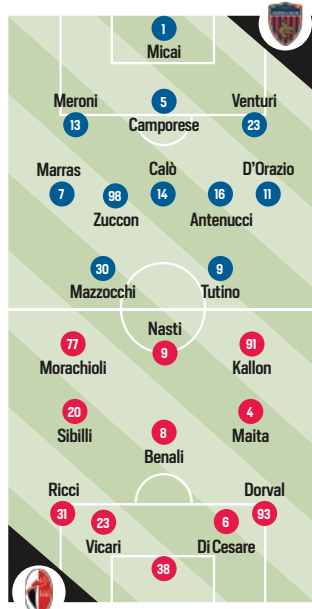 1
Micai
Meroni
5
Venturi
13
Camporese
23
Marras
Calò
D'Orazio
7
98
14
16
11
Zuccon
Antenucci
30
9
Mazzocchi
Tutino
Nasti
77
9
91
Morachioli
Kallon
20
8
4
Sibilli
Benali
Maita
Ricci
Dorval
31
23
6
93
Vicari
Di Cesare
38